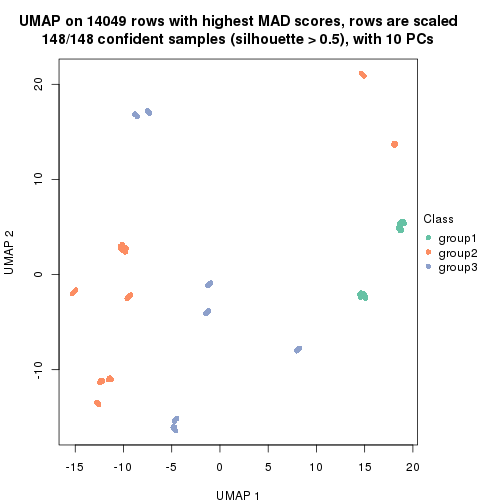 UMAP on 14049 rows with highest MAD scores, rows are scaled
148/148 confident samples (silhouette > 0.5), with 10 PCs
20
10
0
-10
UMAP 2
-15
-10
-5
0
5
10
15
20
UMAP 1
Class
group1
group2
group3